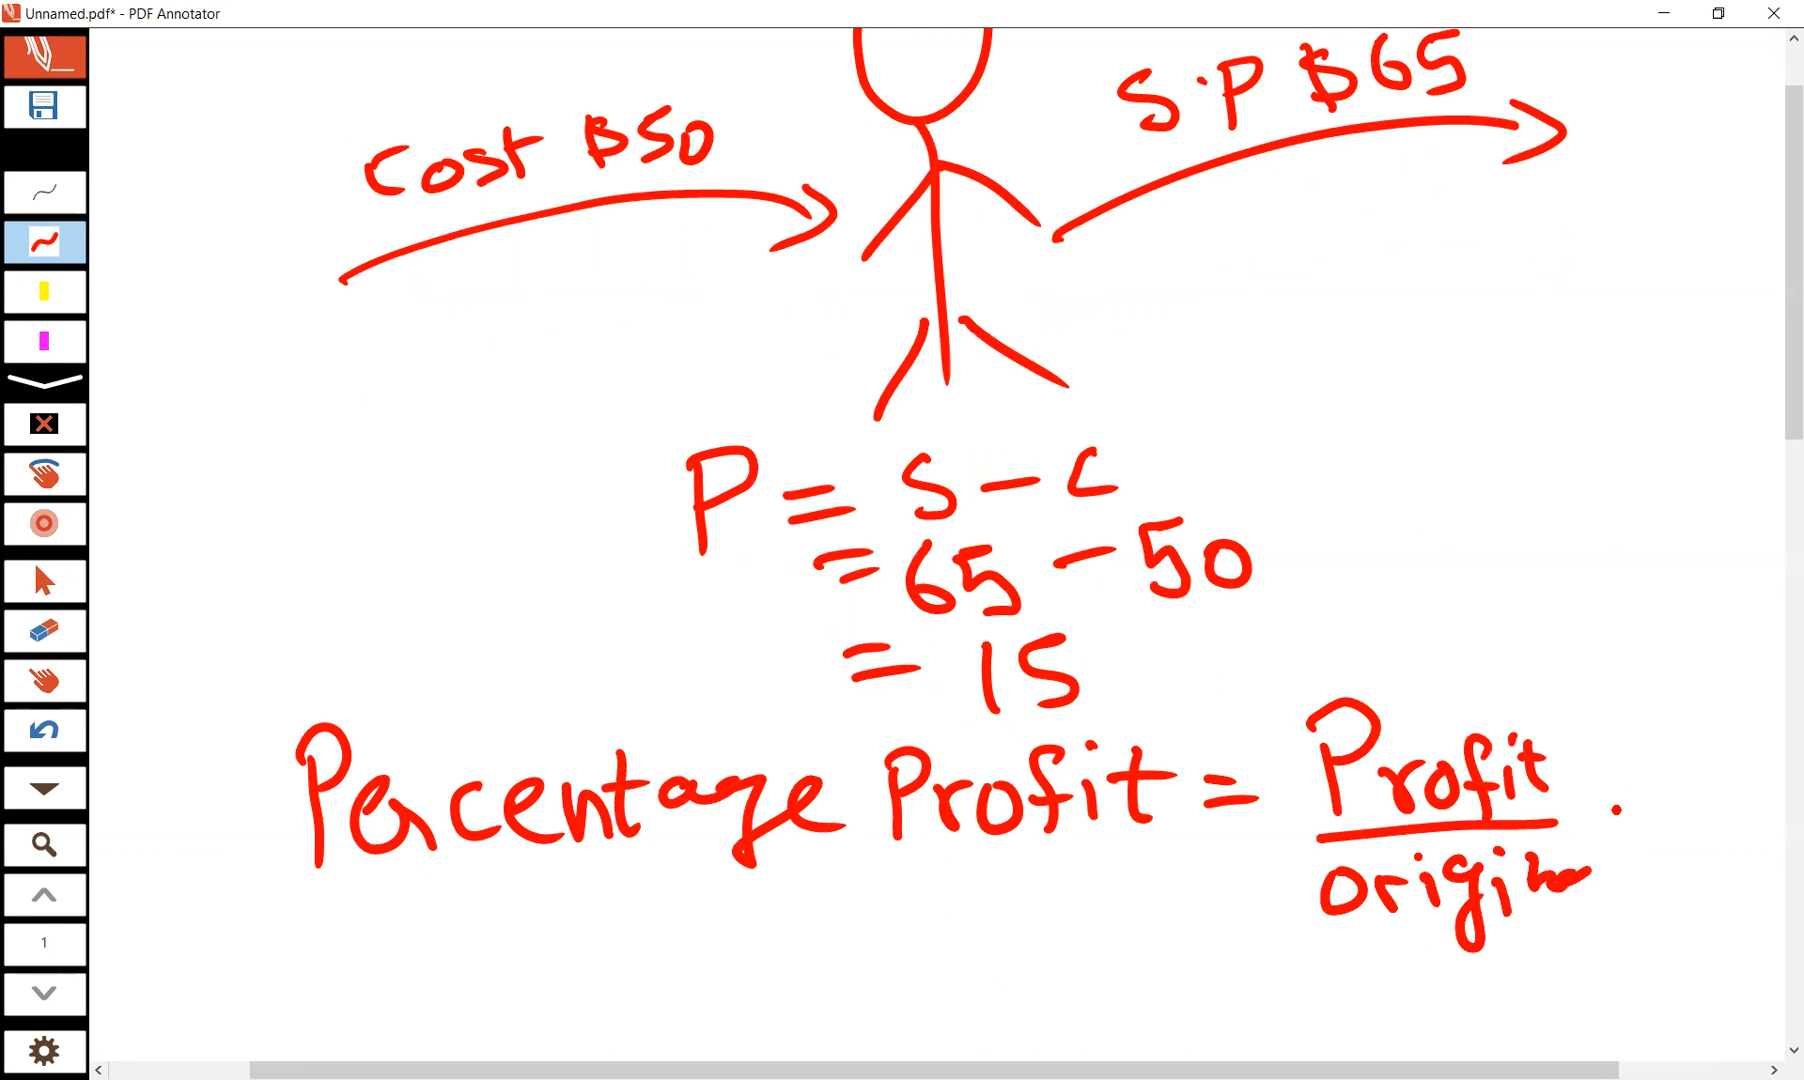 Unnamed.pdf* - PDF Annotator
S.P $65
Cost $50
P = S - C
= 65 - 50
= 15
Percentage Profit = Profit
origin
1